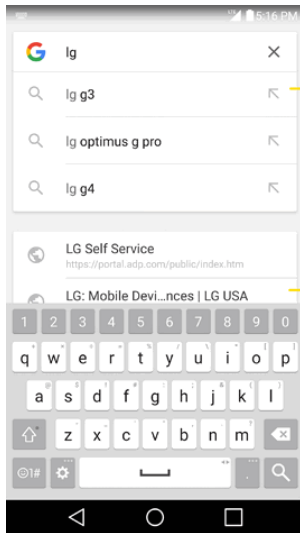 5:16 PM
lg
lg g3
lg optimus g pro
lg g4
LG Self Service
https://portal.adp.com/public/index.htm
LG: Mobile Devi...nces | LG USA
1 2 3 4 5 6 7 8 9 0
q w e r t y u i o p
a s d f g h j k l
z x c v b n m
1#
.